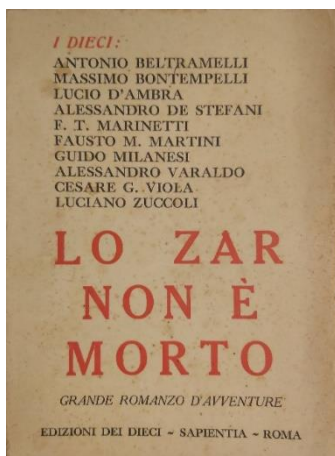 I DIECI:
ANTONIO BELTRAMELLI
MASSIMO BONTEMPELLI
LUCIO D'AMBRA
ALESSANDRO DE STEFANI
F. T. MARINETTI
FAUSTO M. MARTINI
GUIDO MILANESI
ALESSANDRO VARALDO
CESARE G. VIOLA
LUCIANO ZUCCOLI
LO ZAR
NON È
MORTO
GRANDE ROMANZO D'AVVENTURE
EDIZIONI DEI DIECI - SAPIENTIA - ROMA